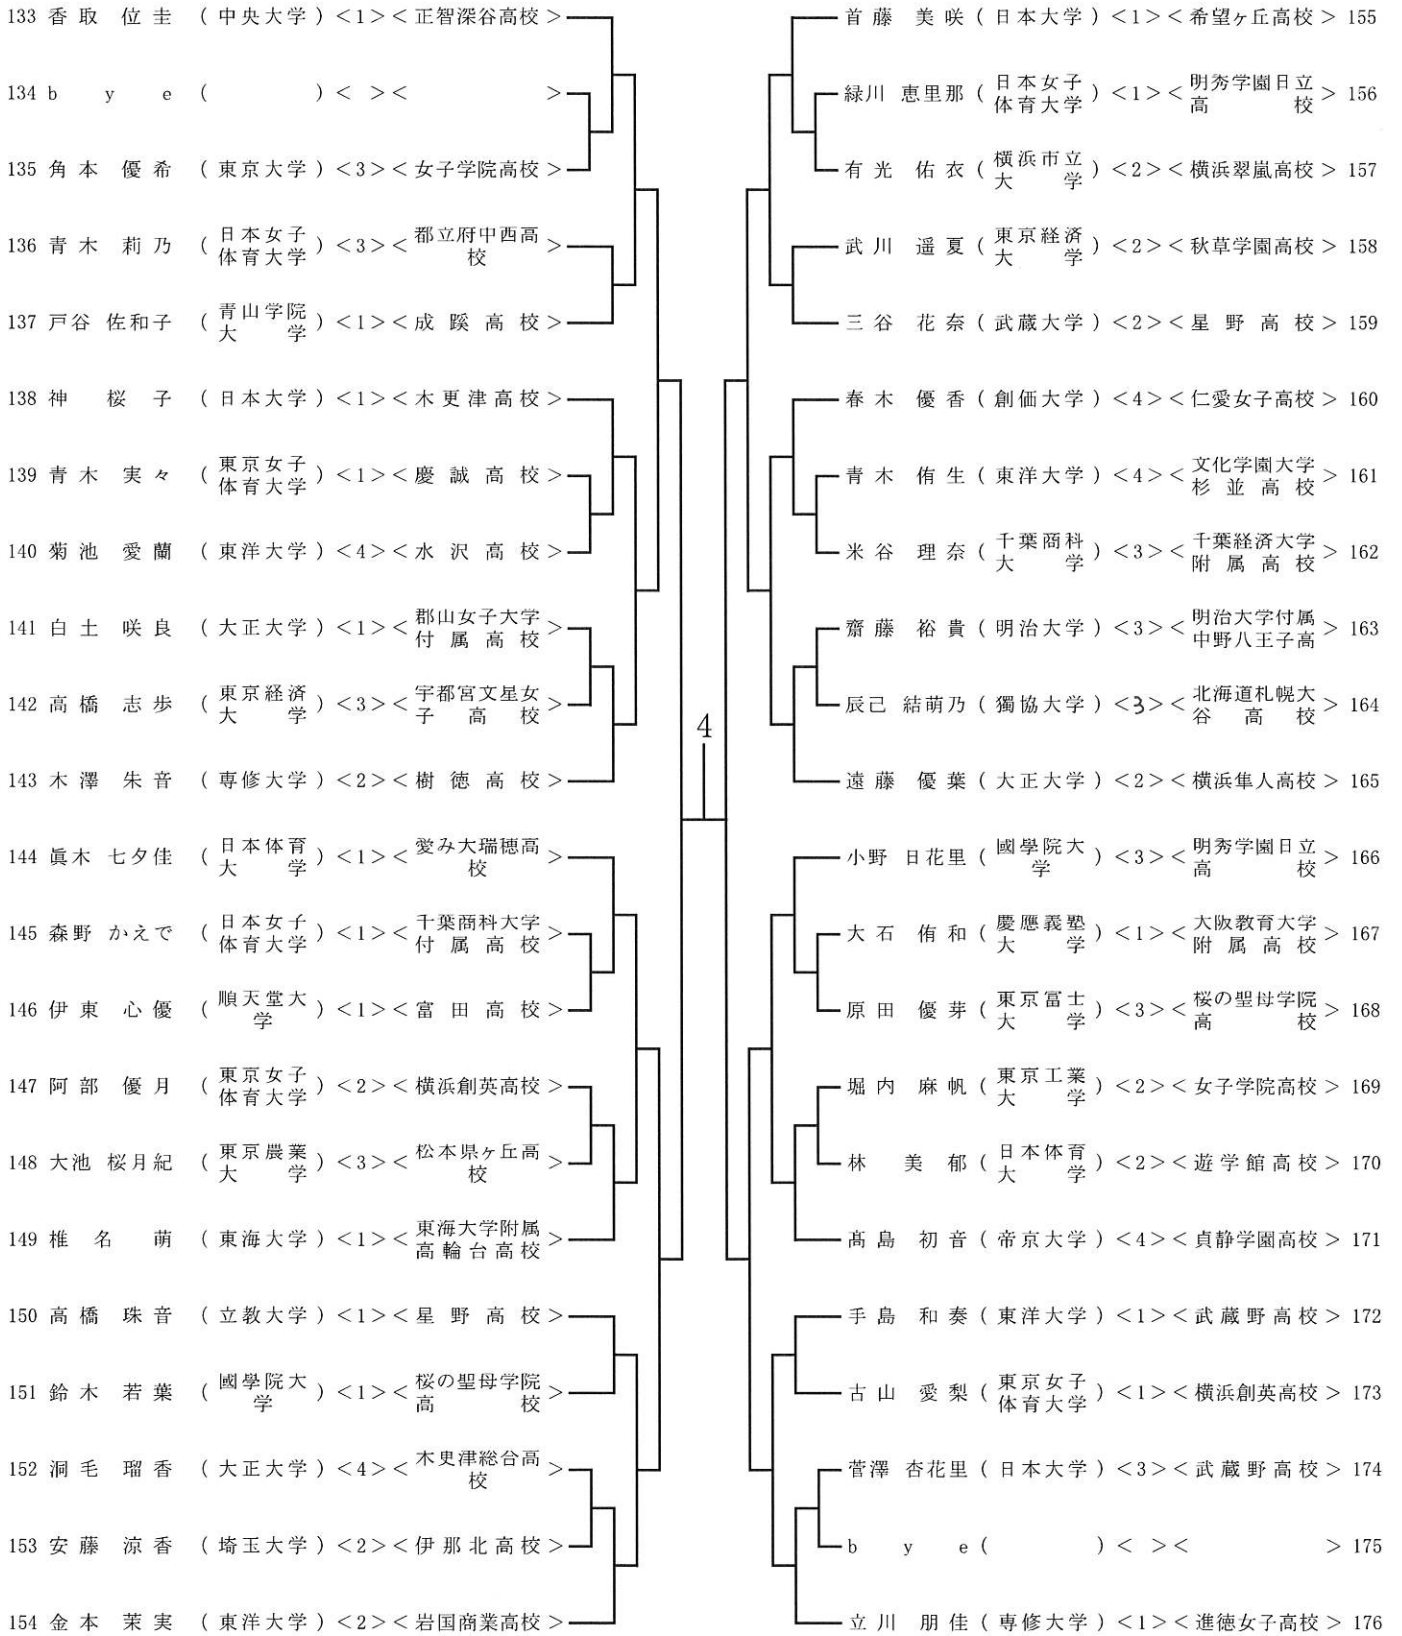 133 香取 位圭 (中央大学) <1> <正智深谷高校>
134 b y e ( ) < > < >
135 角本 優希 (東京大学) <3> <女子学院高校>
136 青木 莉乃 (日本女子体育大学) <3> <都立府中西高校>
137 戸谷 佐和子 (青山学院大学) <1> <成蹊高校>
138 神 桜子 (日本大学) <1> <木更津高校>
139 青木 実々 (東京女子体育大学) <1> <慶誠高校>
140 菊池 愛蘭 (東洋大学) <4> <水沢高校>
141 白土 咲良 (大正大学) <1> <郡山女子大学付属高校>
142 高橋 志歩 (東京経済大学) <3> <宇都宮文星女子高校>
143 木澤 朱音 (専修大学) <2> <樹徳高校>
144 眞木 七夕佳 (日本体育大学) <1> <愛み大瑞穂高校>
145 森野 かえで (日本女子体育大学) <1> <千葉商科大学付属高校>
146 伊東 心優 (順天堂大学) <1> <富田高校>
147 阿部 優月 (東京女子体育大学) <2> <横浜創英高校>
148 大池 桜月紀 (東京農業大学) <3> <松本県ヶ丘高校>
149 椎名 萌 (東海大学) <1> <東海大学附属高輪台高校>
150 高橋 珠音 (立教大学) <1> <星野高校>
151 鈴木 若葉 (國學院大学) <1> <桜の聖母学院高校>
152 洞毛 瑠香 (大正大学) <4> <木更津総合高校>
153 安藤 涼香 (埼玉大学) <2> <伊那北高校>
154 金本 茉実 (東洋大学) <2> <岩国商業高校>
4
首藤 美咲 (日本大学) <1> <希望ヶ丘高校> 155
緑川 恵里那 (日本女子体育大学) <1> <明秀学園日立高校> 156
有光 佑衣 (横浜市立大学) <2> <横浜翠嵐高校> 157
武川 遥夏 (東京経済大学) <2> <秋草学園高校> 158
三谷 花奈 (武蔵大学) <2> <星野高校> 159
春木 優香 (創価大学) <4> <仁愛女子高校> 160
青木 侑生 (東洋大学) <4> <文化学園大学杉並高校> 161
米谷 理奈 (千葉商科大学) <3> <千葉経済大学附属高校> 162
齋藤 裕貴 (明治大学) <3> <明治大学付属中野八王子高> 163
辰己 結萌乃 (獨協大学) <3> <北海道札幌大谷高校> 164
遠藤 優葉 (大正大学) <2> <横浜隼人高校> 165
小野 日花里 (國學院大学) <3> <明秀学園日立高校> 166
大石 侑和 (慶應義塾大学) <1> <大阪教育大学附属高校> 167
原田 優芽 (東京富士大学) <3> <桜の聖母学院高校> 168
堀内 麻帆 (東京工業大学) <2> <女子学院高校> 169
林 美郁 (日本体育大学) <2> <遊学館高校> 170
髙島 初音 (帝京大学) <4> <貞静学園高校> 171
手島 和奏 (東洋大学) <1> <武蔵野高校> 172
古山 愛梨 (東京女子体育大学) <1> <横浜創英高校> 173
菅澤 杏花里 (日本大学) <3> <武蔵野高校> 174
b y e ( ) < > < > 175
立川 朋佳 (専修大学) <1> <進徳女子高校> 176